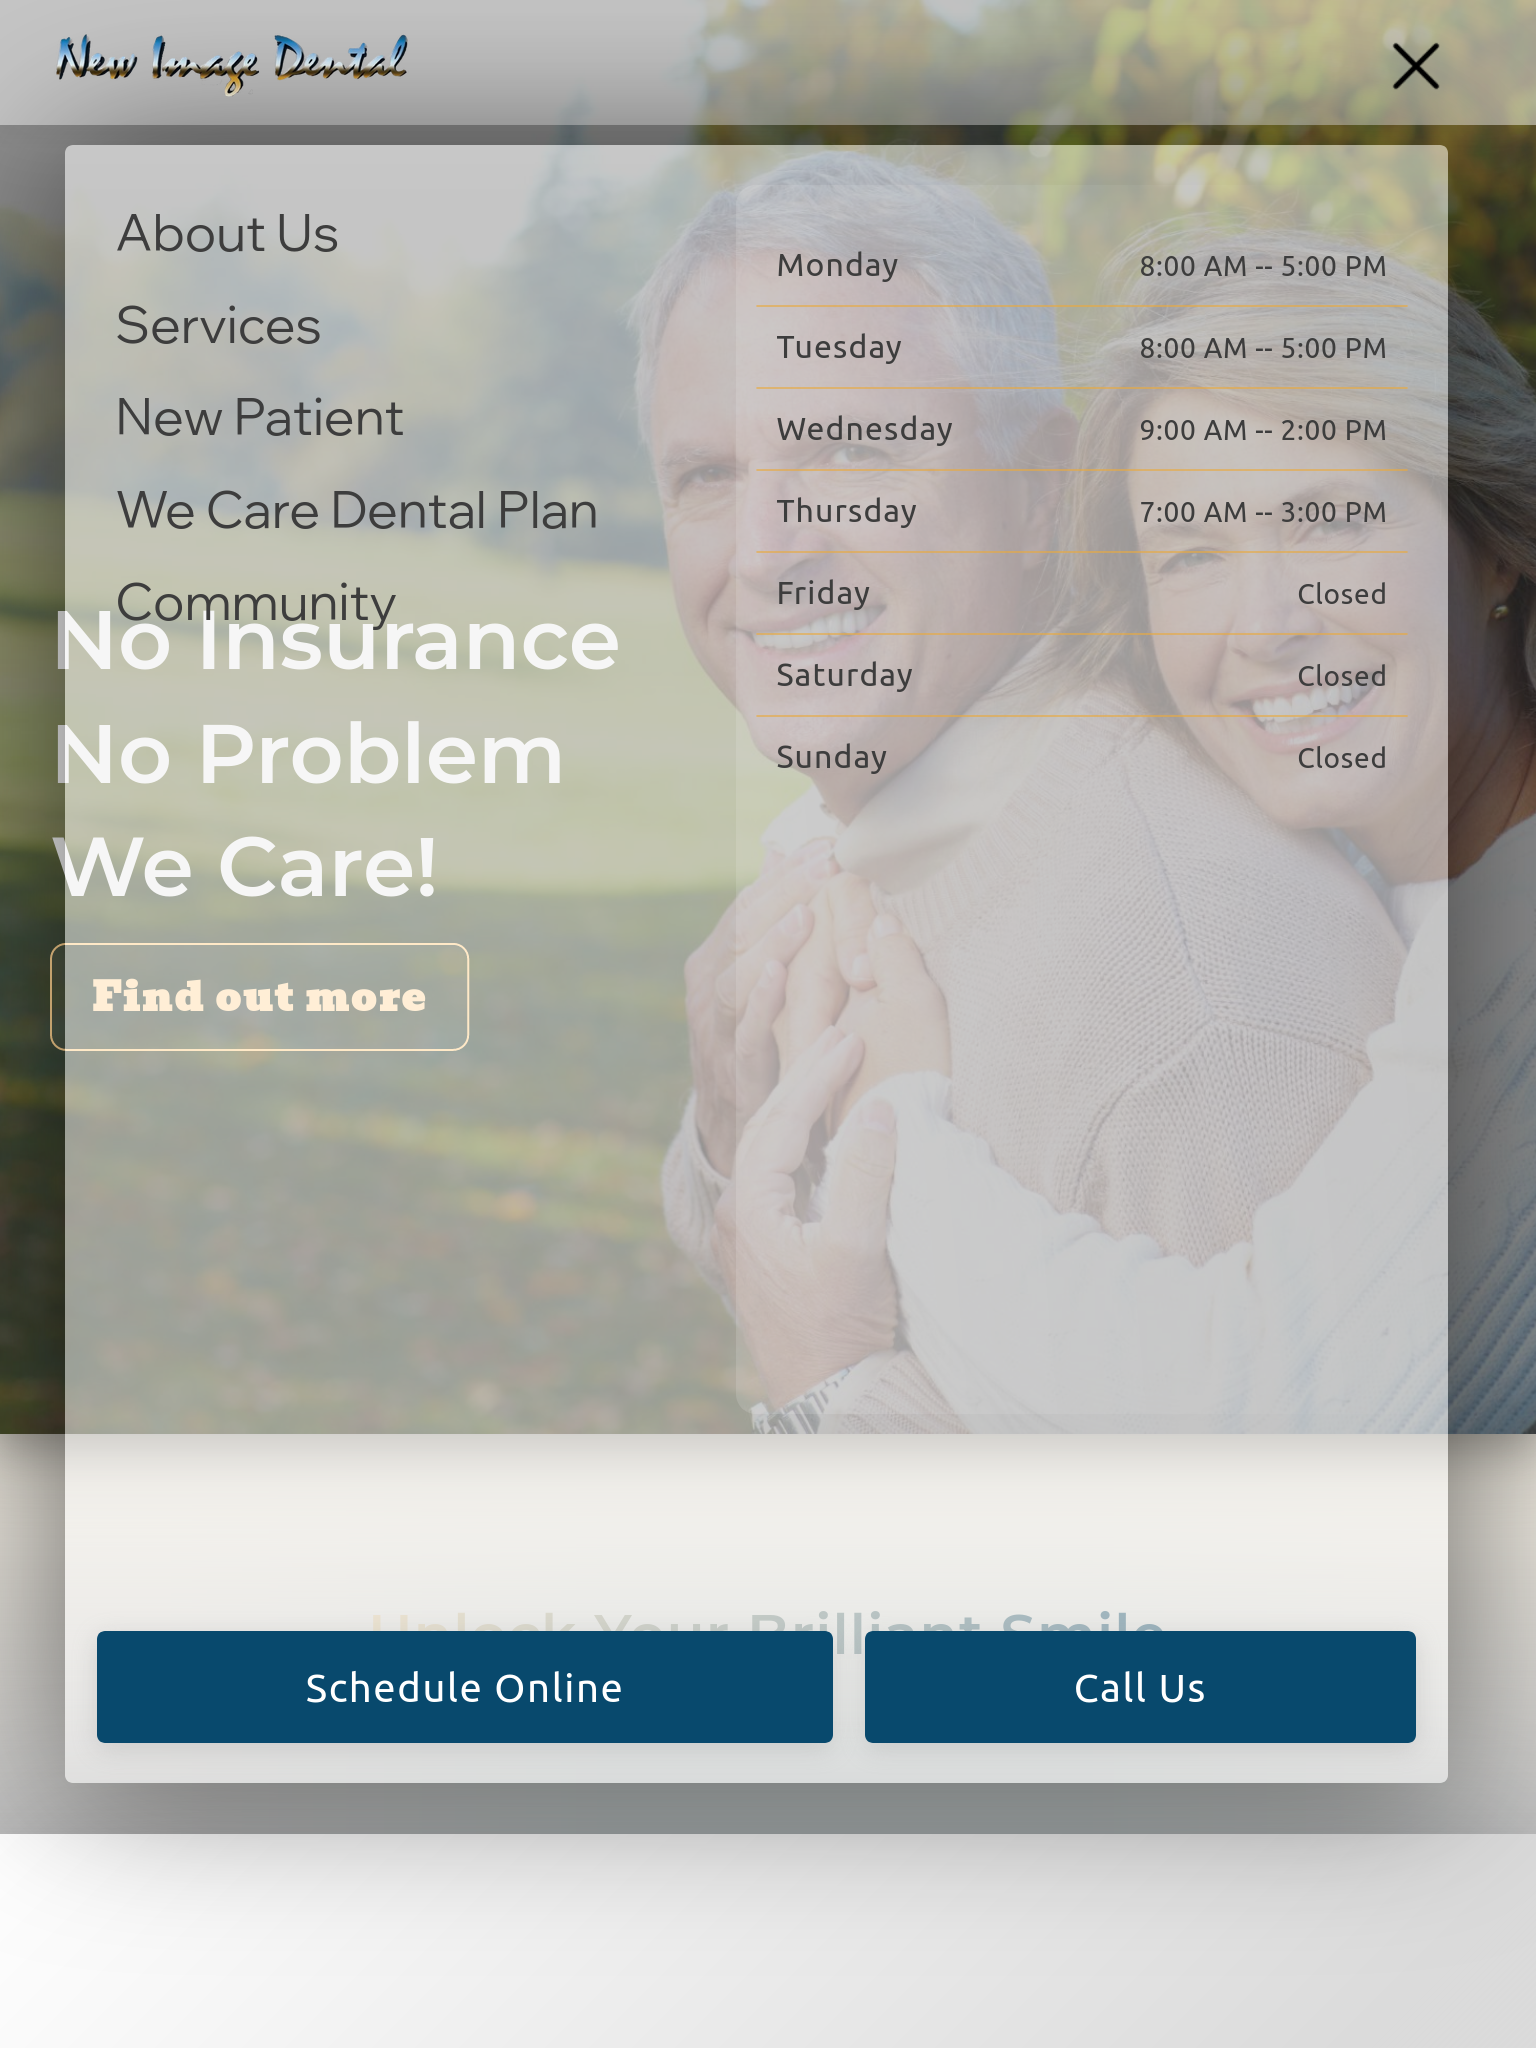 New Image Dental
About Us
Services
New Patient
We Care Dental Plan
Community
Monday 8:00 AM -- 5:00 PM
Tuesday 8:00 AM -- 5:00 PM
Wednesday 9:00 AM -- 2:00 PM
Thursday 7:00 AM -- 3:00 PM
Friday Closed
Saturday Closed
Sunday Closed
No Insurance
No Problem
We Care!
Find out more
Unlock Your Brilliant Smile
Schedule Online
Call Us